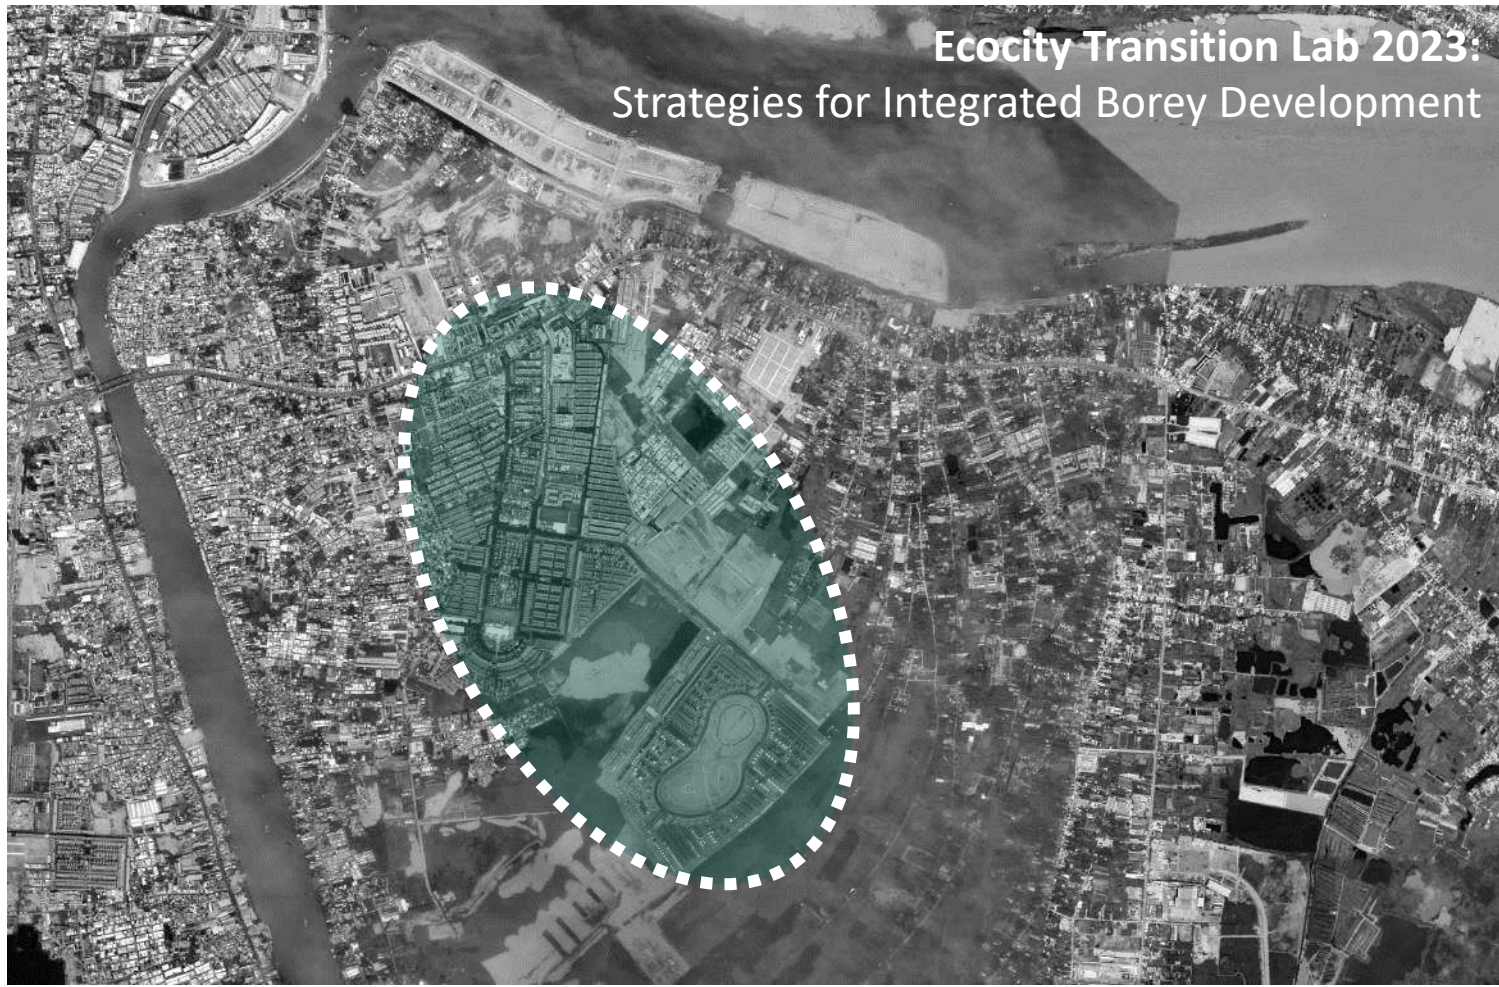 Ecocity Transition Lab 2023:
Strategies for Integrated Borey Development